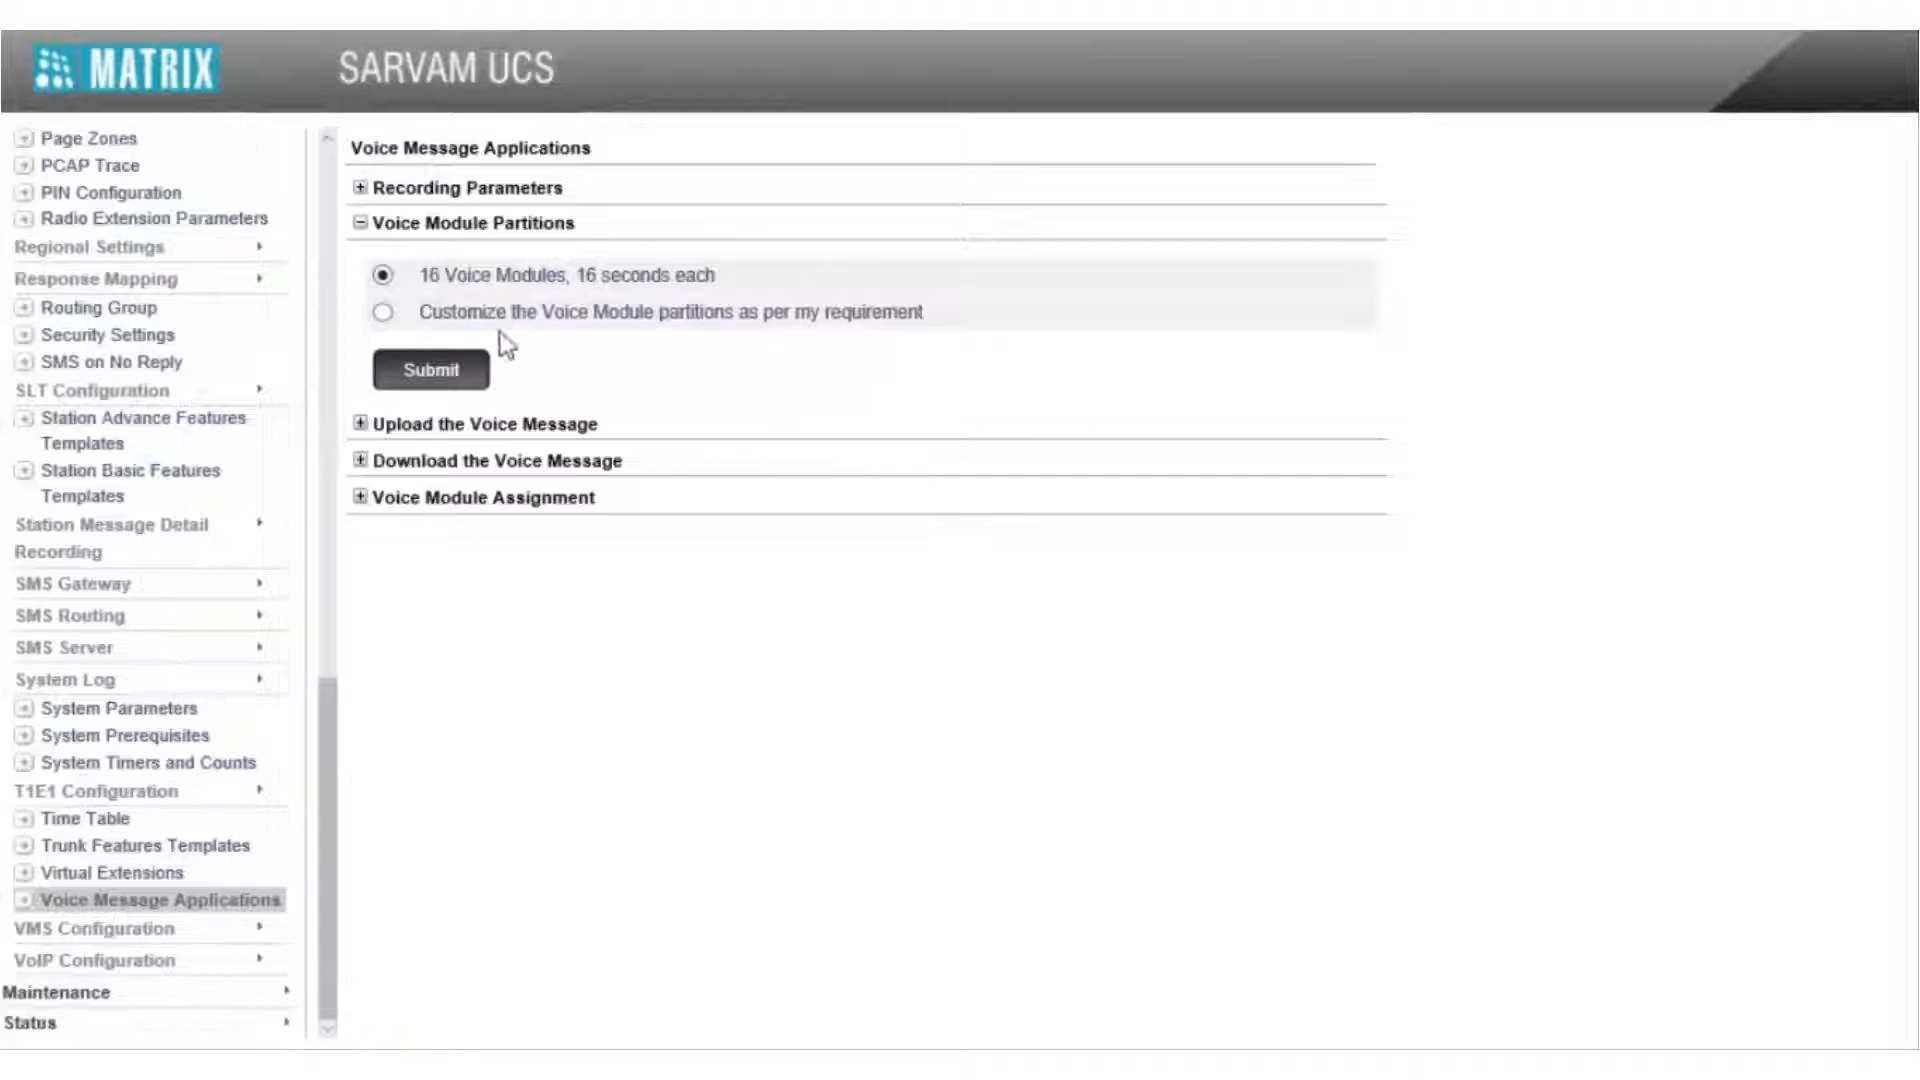 MATRIX
SARVAM UCS
Page Zones
PCAP Trace
PIN Configuration
Radio Extension Parameters
Regional Settings
Response Mapping
Routing Group
Security Settings
SMS on No Reply
SLT Configuration
Station Advance Features
Templates
Station Basic Features
Templates
Station Message Detail
Recording
SMS Gateway
SMS Routing
SMS Server
System Log
System Parameters
System Prerequisites
System Timers and Counts
T1E1 Configuration
Time Table
Trunk Features Templates
Virtual Extensions
Voice Message Applications
VMS Configuration
VoIP Configuration
Maintenance
Status
Voice Message Applications
Recording Parameters
Voice Module Partitions
16 Voice Modules, 16 seconds each
Customize the Voice Module partitions as per my requirement
Submit
Upload the Voice Message
Download the Voice Message
Voice Module Assignment